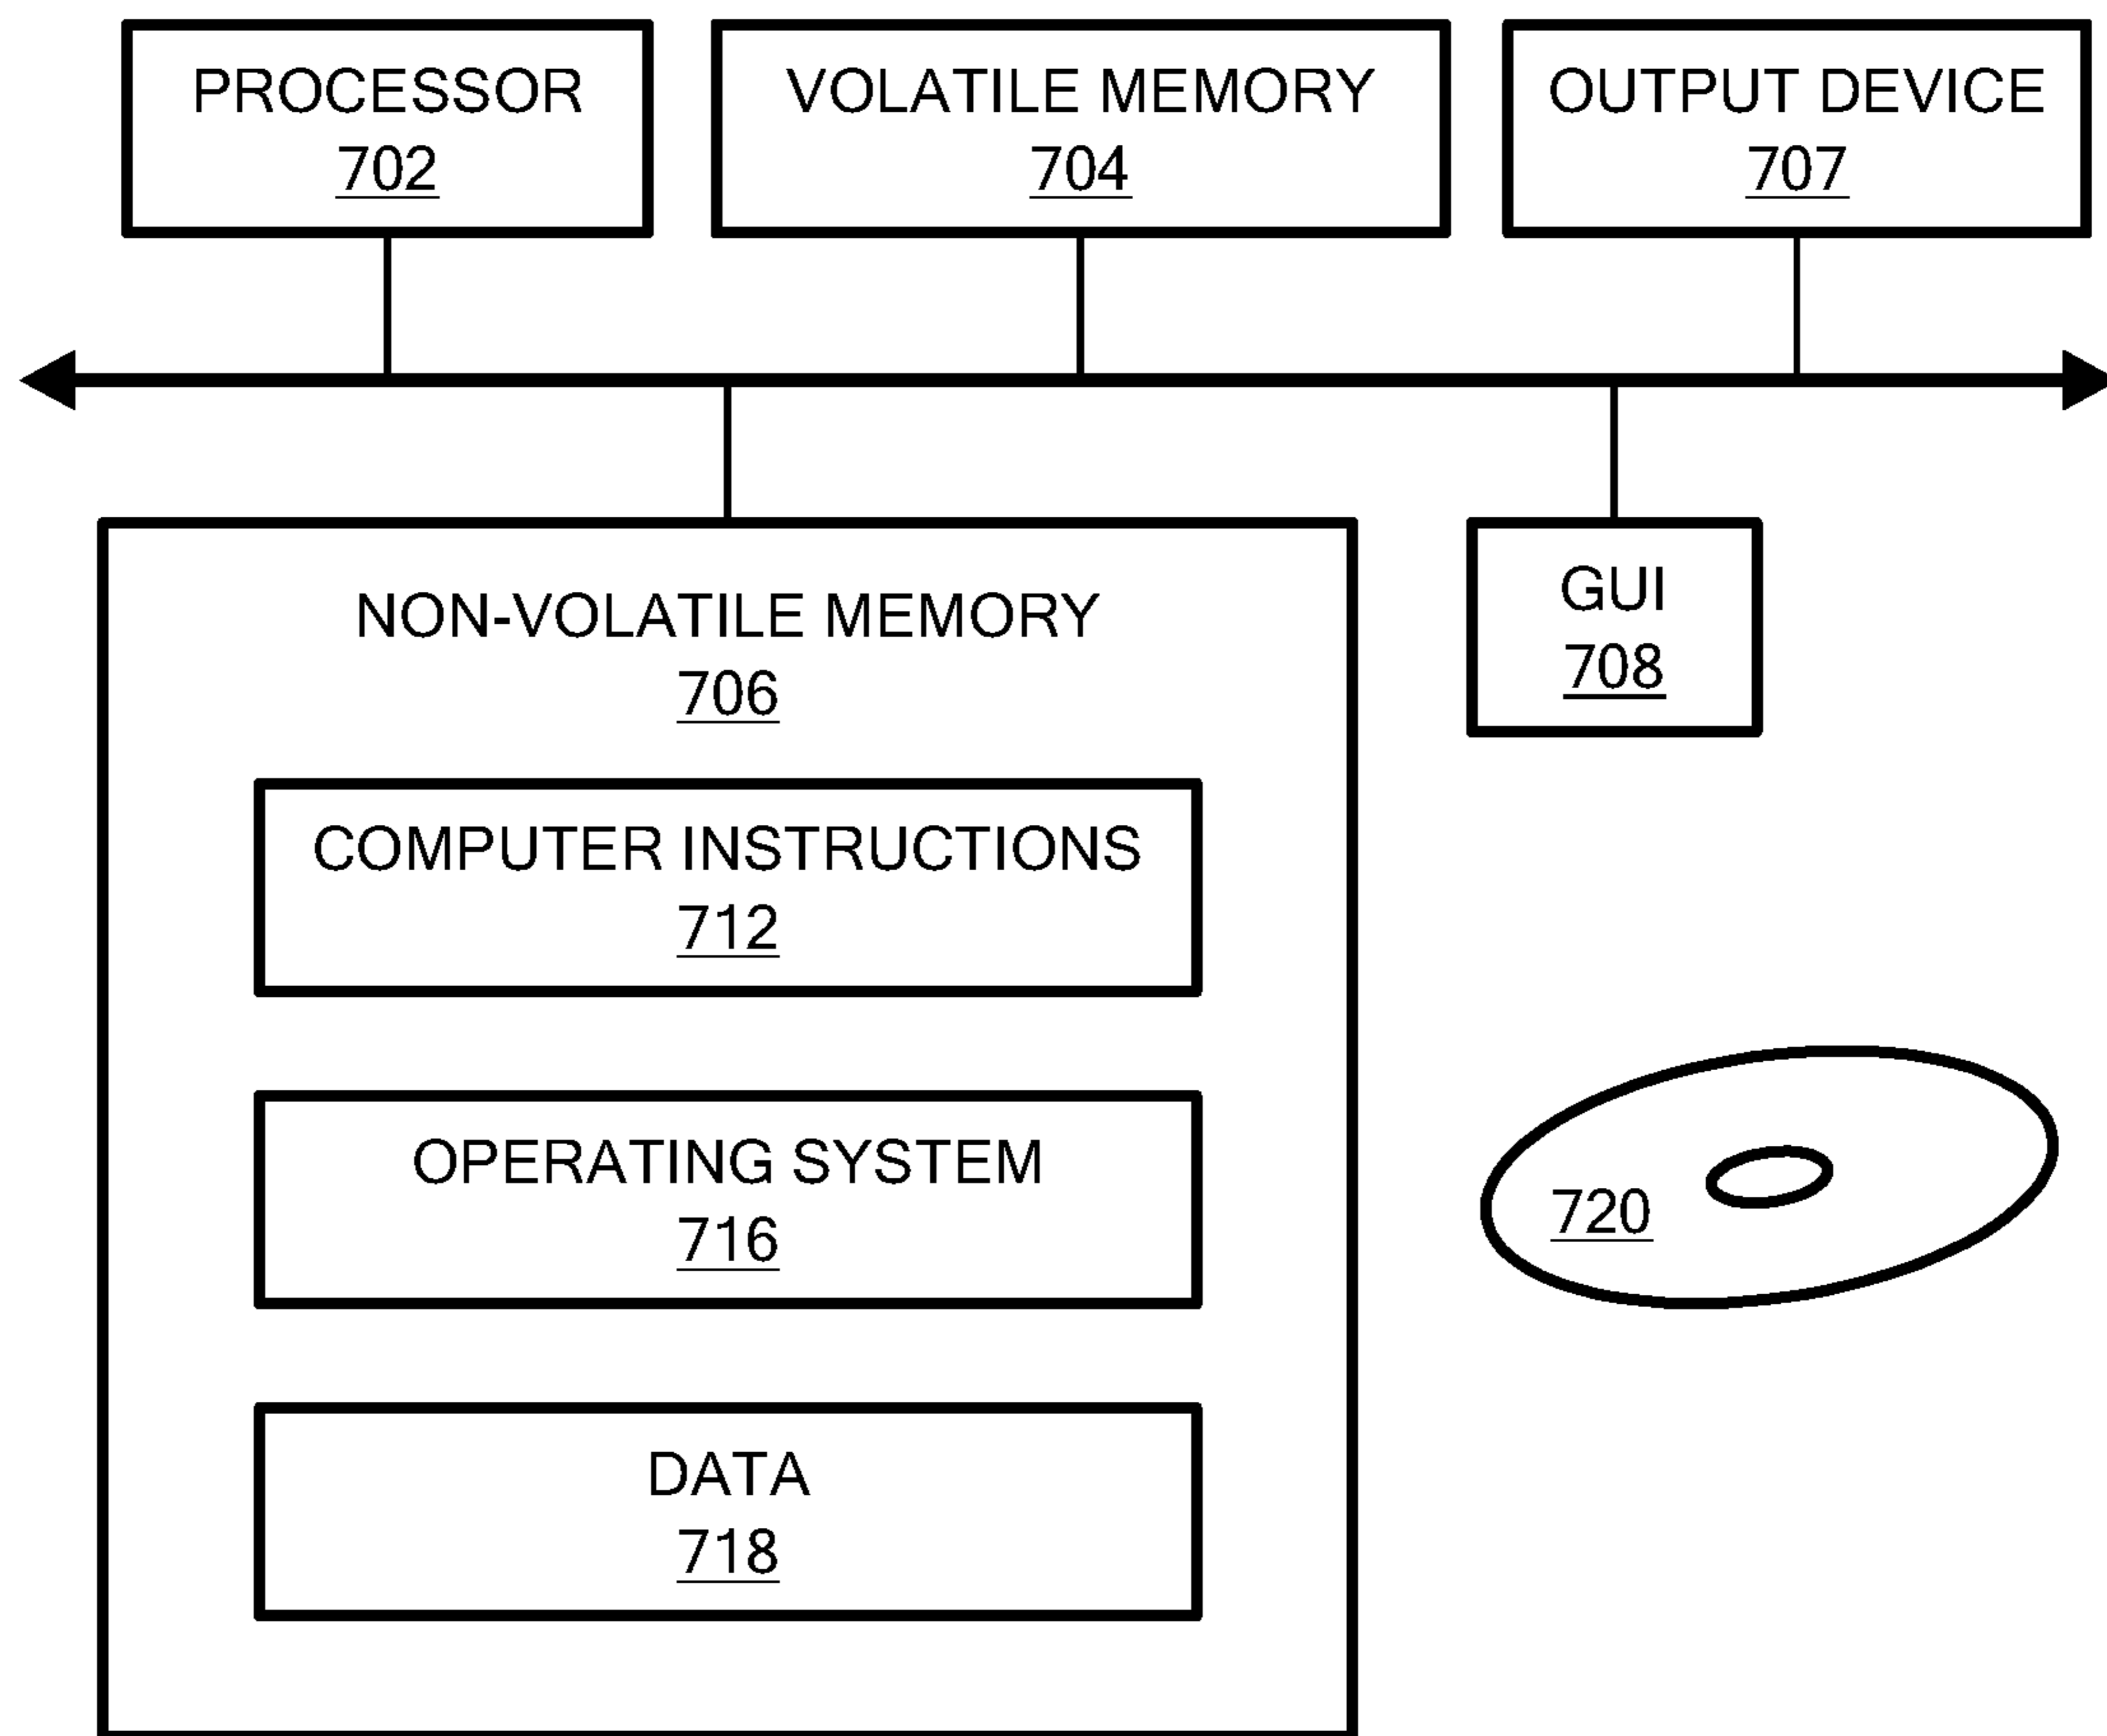 PROCESSOR
702
VOLATILE MEMORY
704
OUTPUT DEVICE
707
NON-VOLATILE MEMORY
706
GUI
708
COMPUTER INSTRUCTIONS
712
OPERATING SYSTEM
716
720
DATA
718